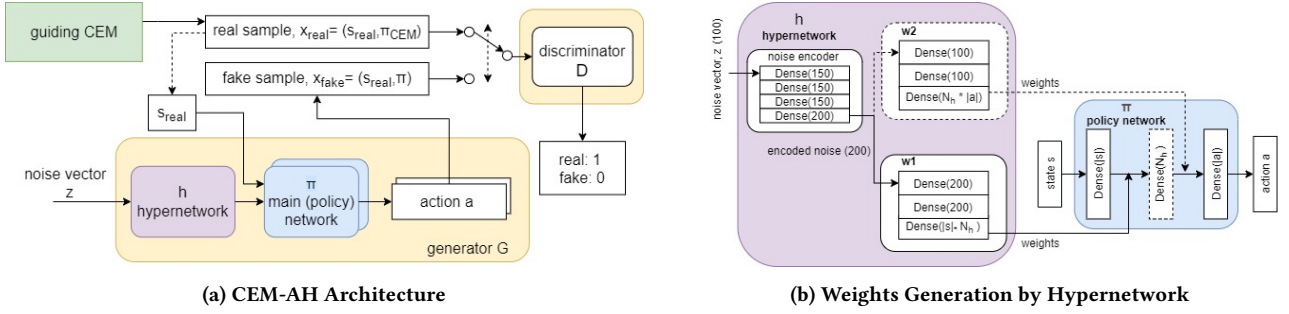 guiding CEM
real sample, x_real= (s_real,π_CEM)
fake sample, x_fake= (s_real,π)
discriminator
D
s_real
real: 1
fake: 0
noise vector
z
h
hypernetwork
π
main (policy)
network
action a
generator G
(a) CEM-AH Architecture
h
hypernetwork
noise vector, z (100)
noise encoder
Dense(150)
Dense(150)
Dense(150)
Dense(200)
encoded noise (200)
w2
Dense(100)
Dense(100)
Dense(N_h * |a|)
weights
w1
Dense(200)
Dense(200)
Dense(|s|* N_h )
weights
π
policy network
state s
Dense(|s|)
Dense(N_h )
Dense(|a|)
action a
(b) Weights Generation by Hypernetwork